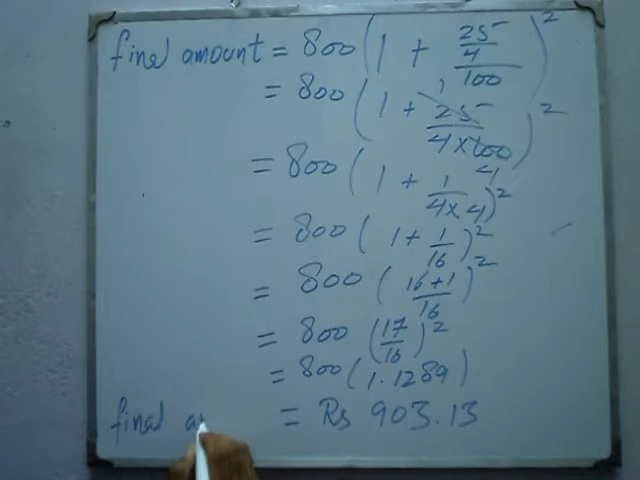 final amount = 800 (1 + 25/4/100)²
= 800 (1 + 25/4×100)²
= 800 (1 + 1/4×4)²
= 800 (1 + 1/16)²
= 800 (16+1/16)²
= 800 (17/16)²
= 800 (1.1289)
final a = Rs 903.13